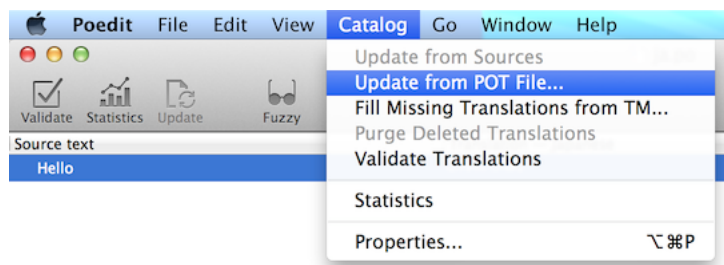 Poedit File Edit View Catalog Go Window Help
Validate Statistics Update Fuzzy
Source text
Hello
Update from Sources
Update from POT File...
Fill Missing Translations from TM...
Purge Deleted Translations
Validate Translations
Statistics
Properties... ⌥⌘P